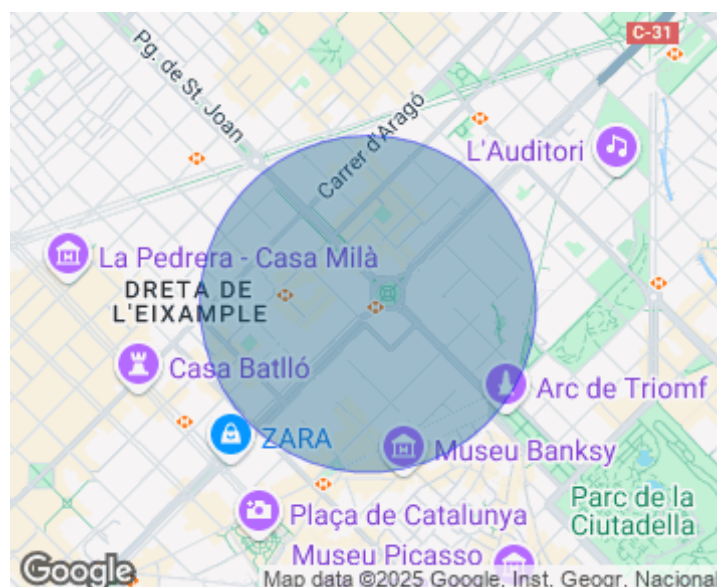 C-31
Pg. de St. Joan
Carrer d'Aragó
L'Auditori
La Pedrera - Casa Milà
DRETA DE
L'EIXAMPLE
Casa Batlló
Arc de Triomf
ZARA
Museu Banksy
Parc de la
Ciutadella
Plaça de Catalunya
Museu Picasso
Google
Map data ©2025 Google, Inst. Geogr. Nacional